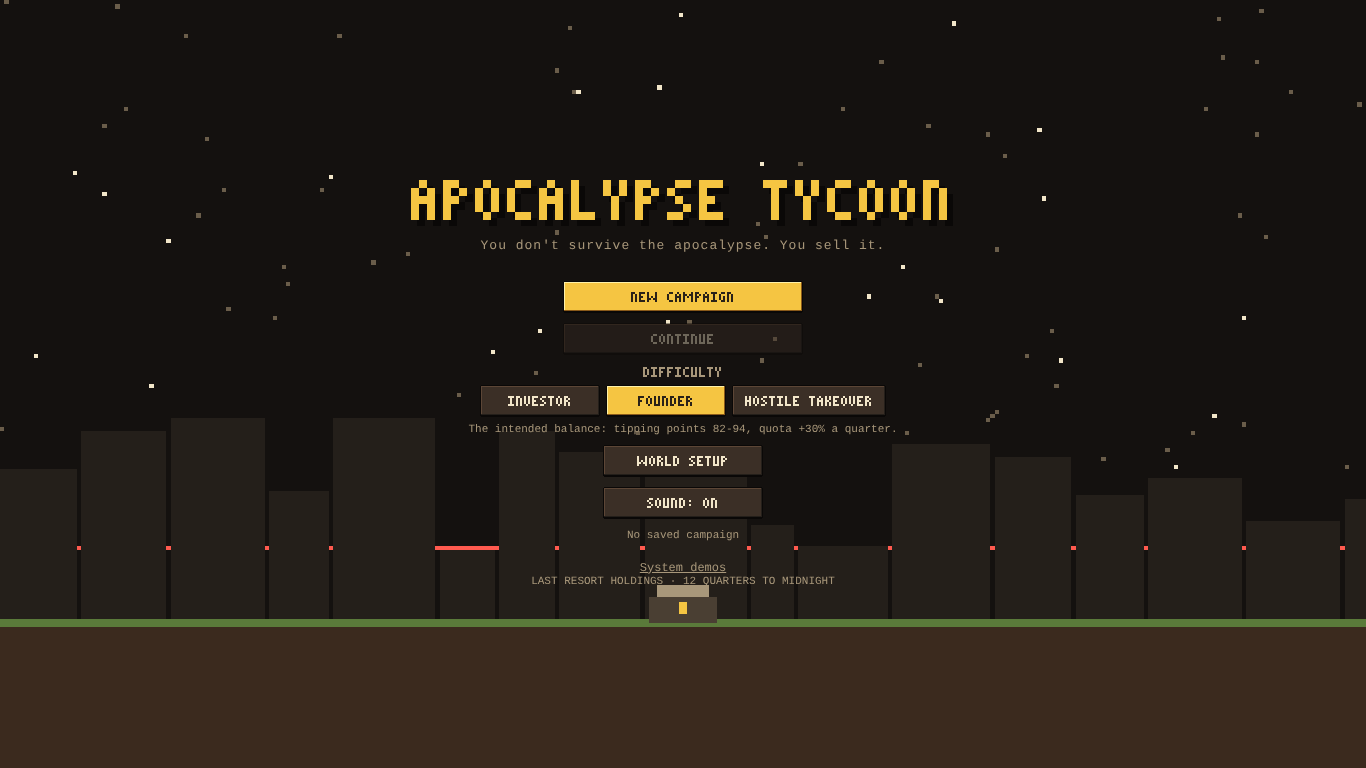 APOCALYPSE TYCOON
You don't survive the apocalypse. You sell it.
NEW CAMPAIGN
CONTINUE
DIFFICULTY
INVESTOR FOUNDER HOSTILE TAKEOVER
The intended balance: tipping points 82-94, quota +30% a quarter.
WORLD SETUP
SOUND: ON
No saved campaign
System demos
LAST RESORT HOLDINGS · 12 QUARTERS TO MIDNIGHT